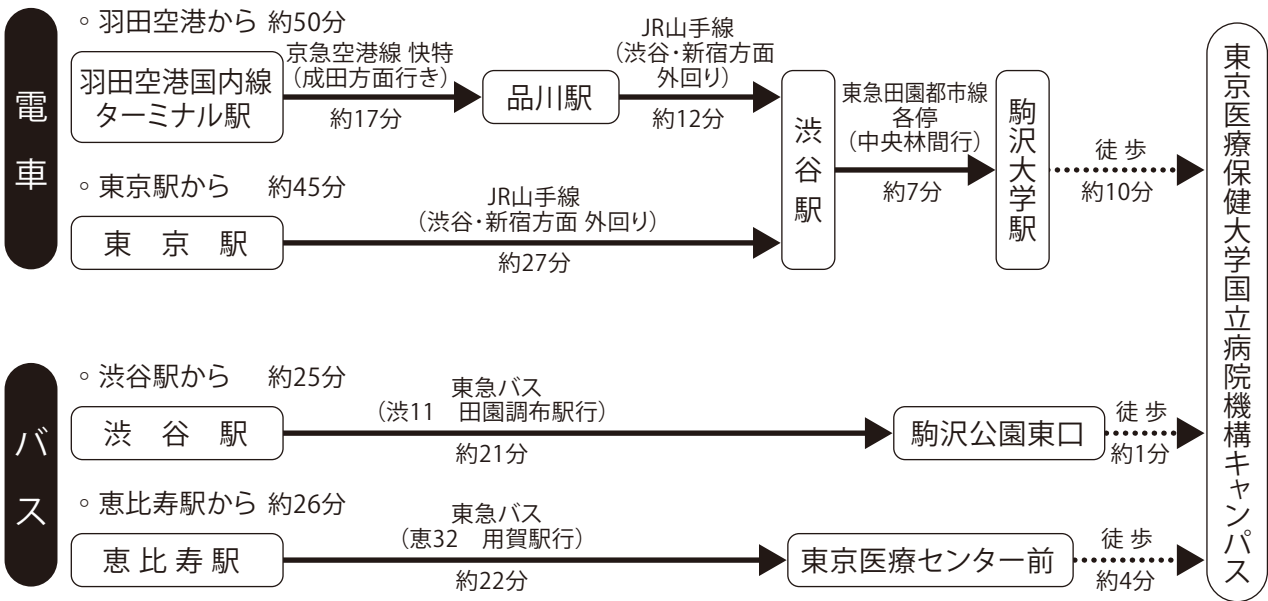 電車
◦ 羽田空港から 約50分
羽田空港国内線
ターミナル駅
京急空港線 快特
（成田方面行き）
約17分
品川駅
JR山手線
（渋谷･新宿方面
外回り）
約12分
◦ 東京駅から　約45分
東 京 駅
JR山手線
（渋谷･新宿方面 外回り）
約27分
渋谷駅
東急田園都市線
各停
（中央林間行）
約7分
駒沢大学駅
徒 歩
約10分
東京医療保健大学国立病院機構キャンパス
バス
◦ 渋谷駅から　約25分
渋 谷 駅
東急バス
（渋11　田園調布駅行）
約21分
駒沢公園東口
徒 歩
約1分
◦ 恵比寿駅から 約26分
恵 比 寿 駅
東急バス
（恵32　用賀駅行）
約22分
東京医療センター前
徒 歩
約4分